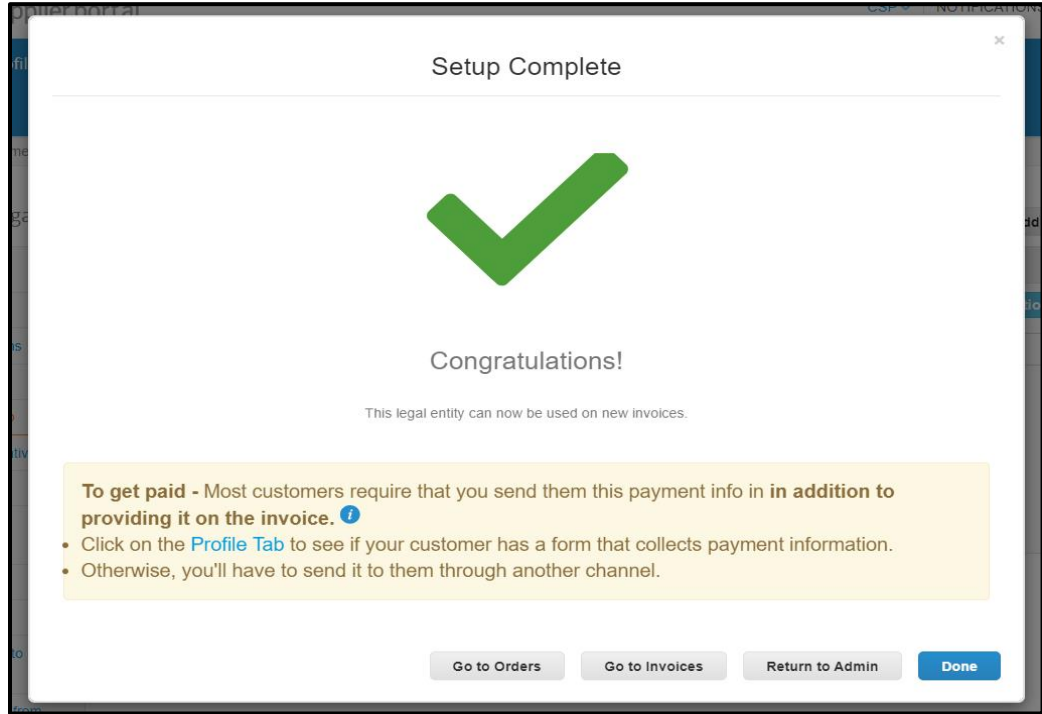 CSP
NOTIFICATIONS
×
Setup Complete
Congratulations!
This legal entity can now be used on new invoices.
To get paid - Most customers require that you send them this payment info in in addition to
providing it on the invoice. i
• Click on the Profile Tab to see if your customer has a form that collects payment information.
• Otherwise, you'll have to send it to them through another channel.
Go to Orders
Go to Invoices
Return to Admin
Done